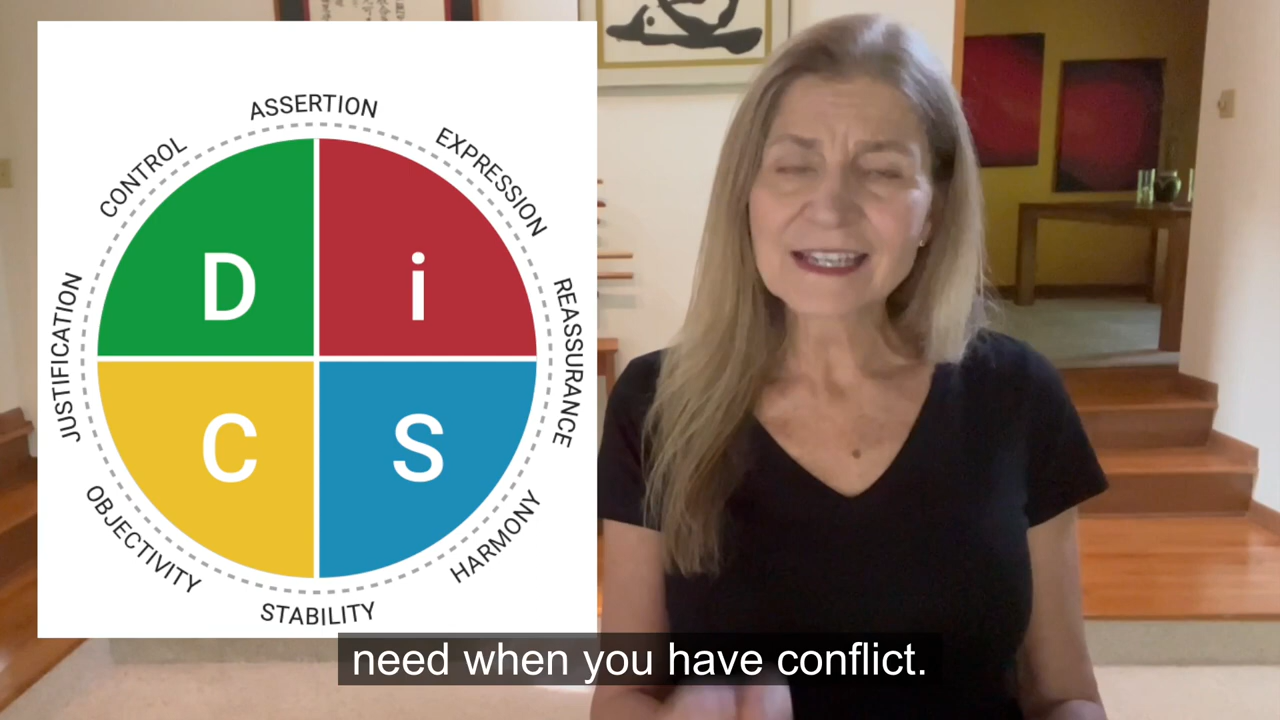 ASSERTION
CONTROL
EXPRESSION
D
i
JUSTIFICATION
REASSURANCE
C
S
OBJECTIVITY
HARMONY
STABILITY
need when you have conflict.